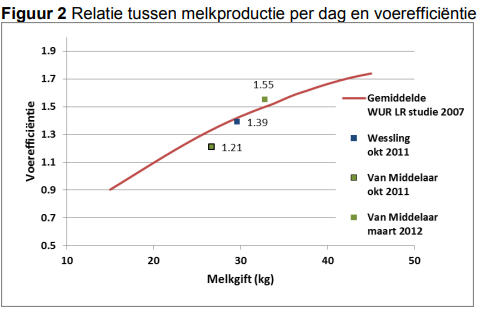 Figuur 2 Relatie tussen melkproductie per dag en voerefficiëntie
1.9
1.7
1.5
1.3
1.1
0.9
0.7
0.5
Voerefficiëntie
1.55
1.39
1.21
10
20
30
40
50
Melkgift (kg)
Gemiddelde
WUR LR studie 2007
Wessling
okt 2011
Van Middelaar
okt 2011
Van Middelaar
maart 2012